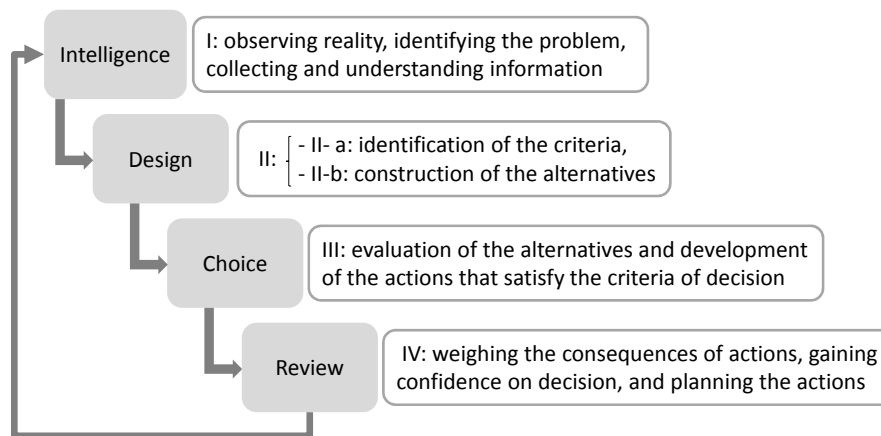 Intelligence
I: observing reality, identifying the problem,
collecting and understanding information
Design
II:
- II- a: identification of the criteria,
- II-b: construction of the alternatives
Choice
III: evaluation of the alternatives and development
of the actions that satisfy the criteria of decision
Review
IV: weighing the consequences of actions, gaining
confidence on decision, and planning the actions